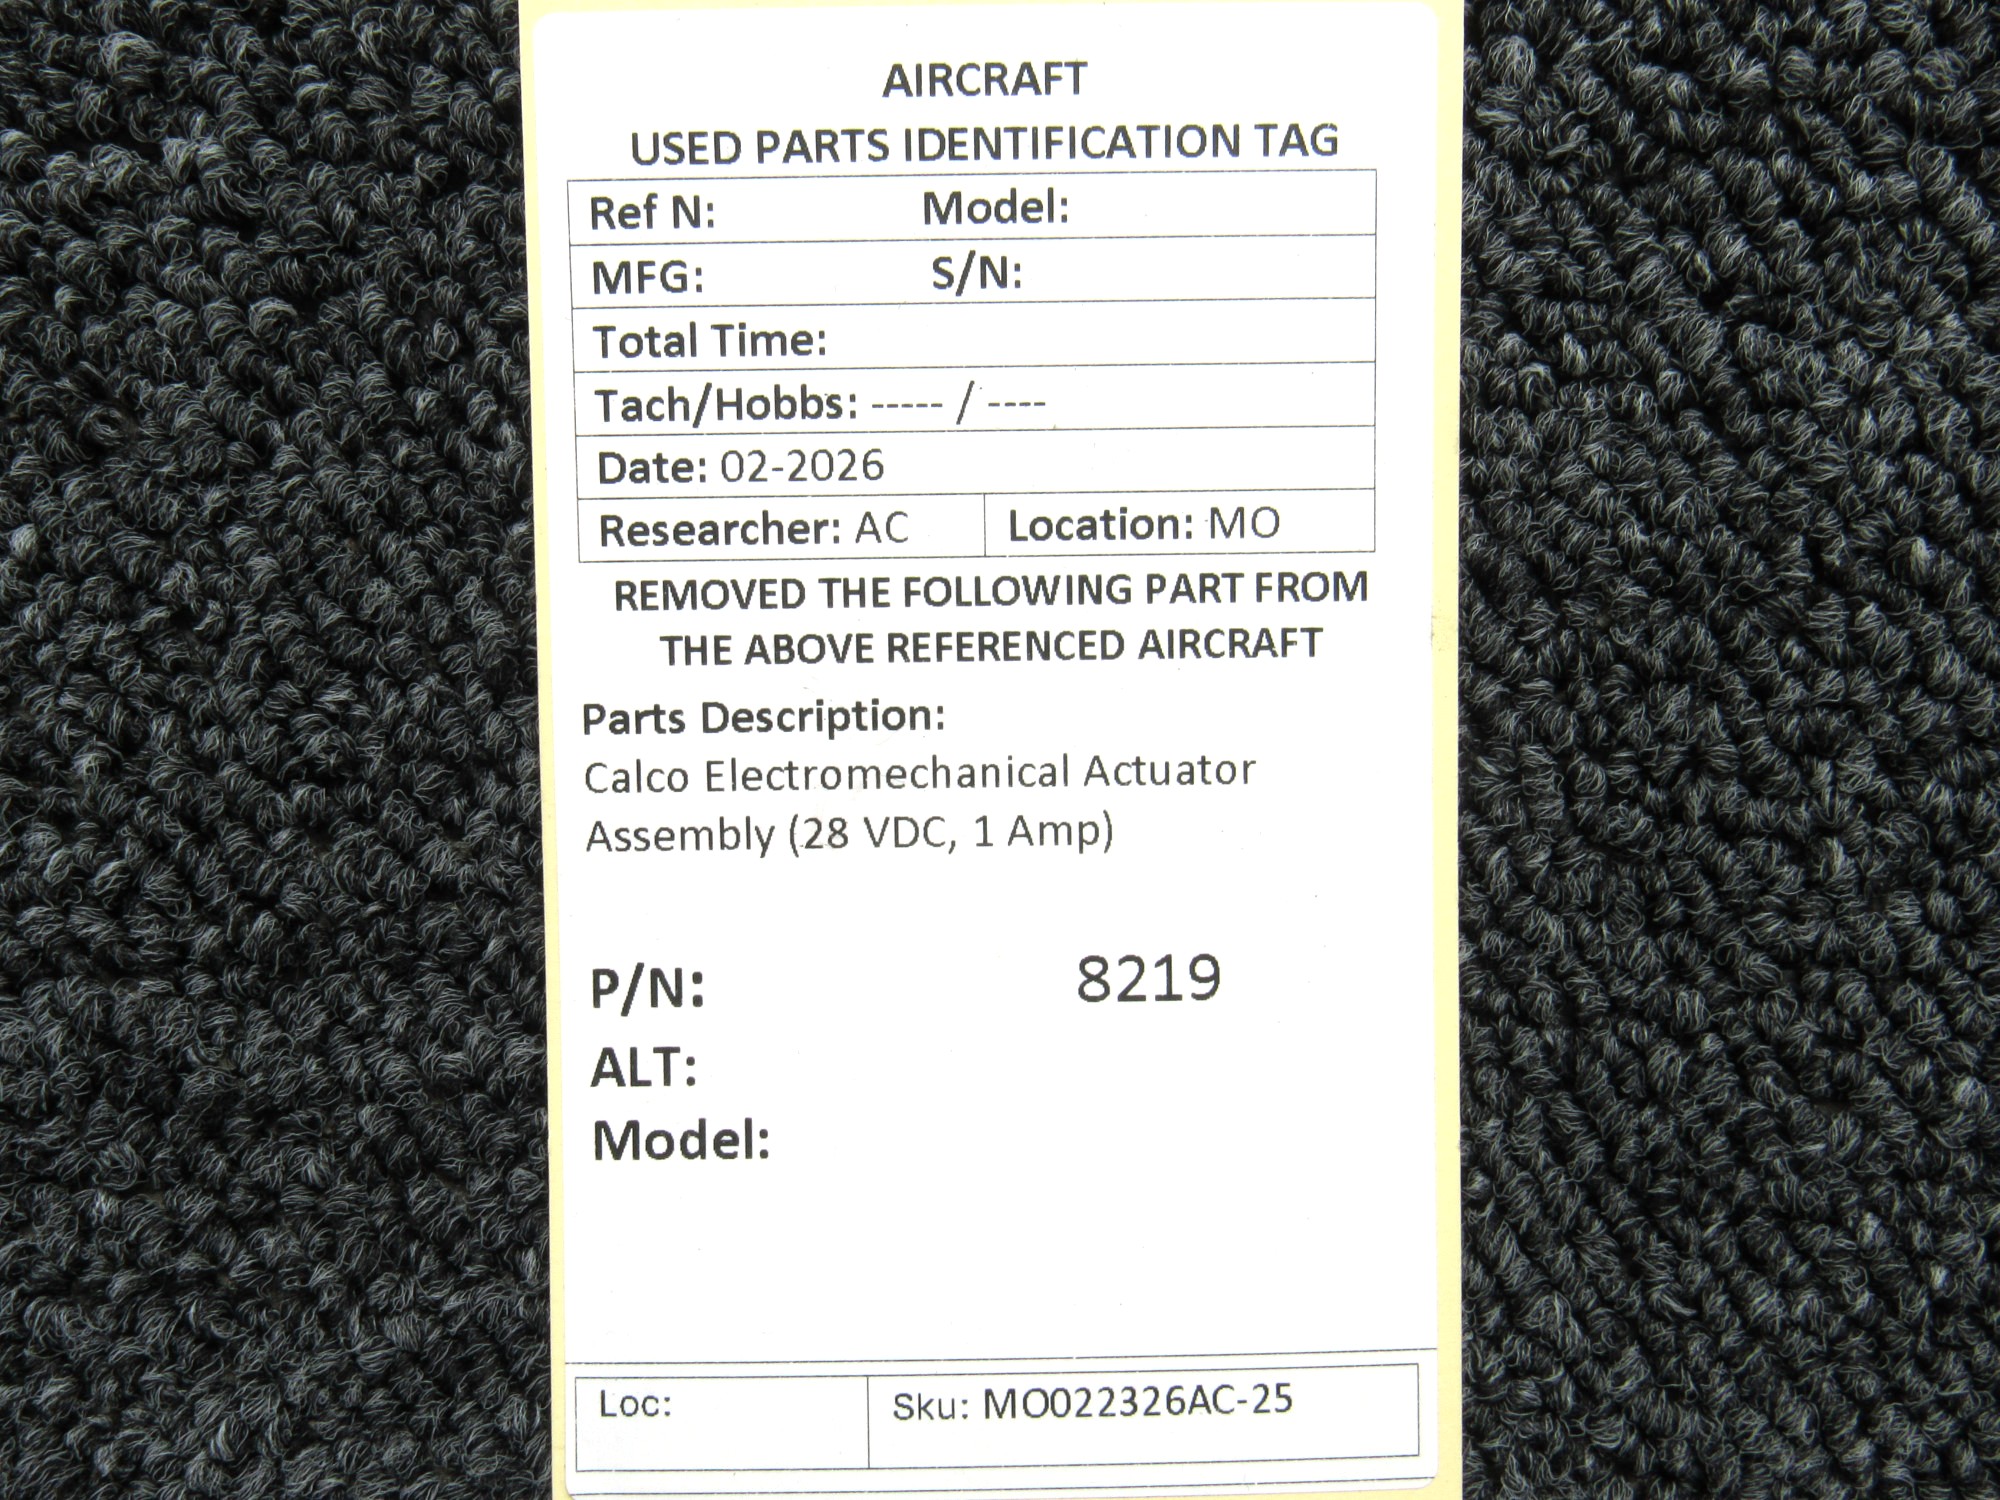 AIRCRAFT
USED PARTS IDENTIFICATION TAG
Ref N: Model:
MFG: S/N:
Total Time:
Tach/Hobbs: ----- / ----
Date: 02-2026
Researcher: AC Location: MO
REMOVED THE FOLLOWING PART FROM
THE ABOVE REFERENCED AIRCRAFT
Parts Description:
Calco Electromechanical Actuator
Assembly (28 VDC, 1 Amp)
P/N: 8219
ALT:
Model:
Loc: Sku: MO022326AC-25